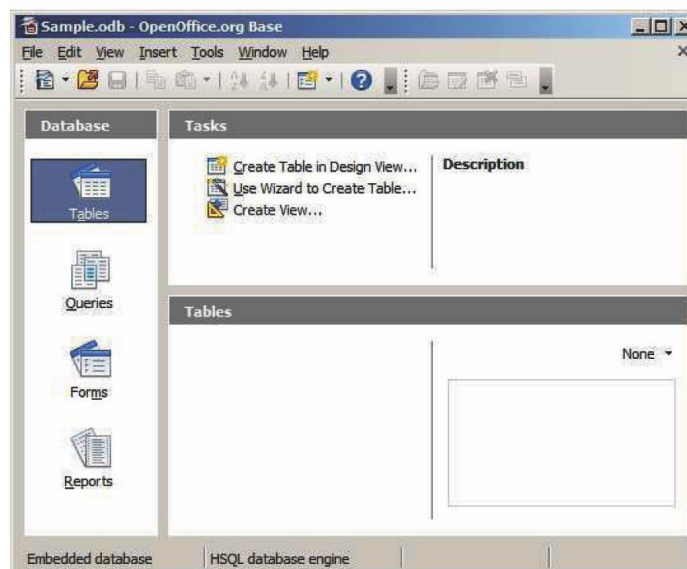 Sample.odb - OpenOffice.org Base
File Edit View Insert Tools Window Help
Database
Tables
Queries
Forms
Reports
Tasks
Create Table in Design View...
Use Wizard to Create Table...
Create View...
Description
Tables
None
Embedded database
HSQL database engine